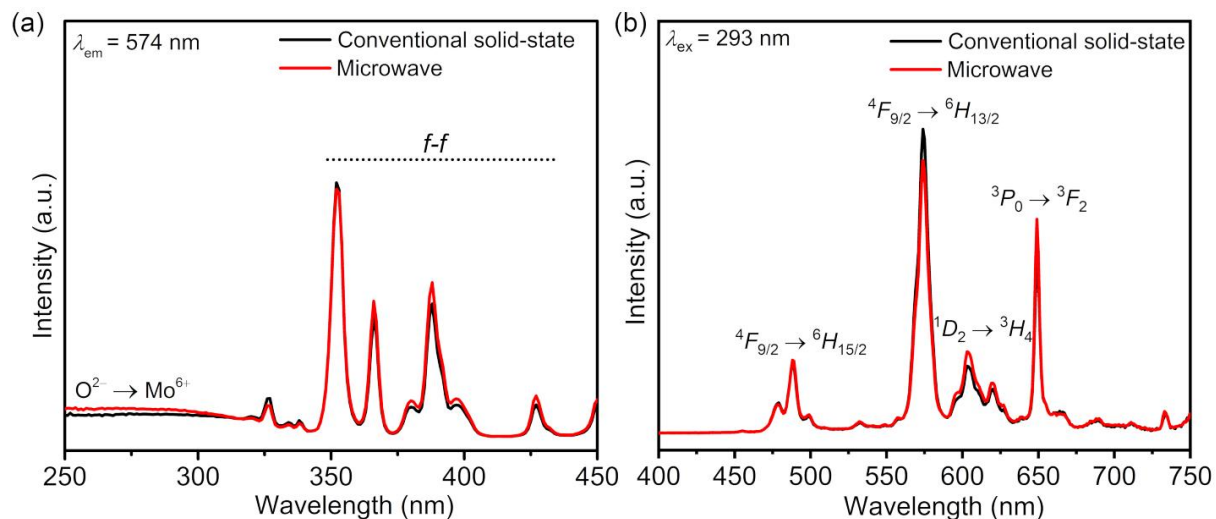 (a)
λem = 574 nm
Conventional solid-state
Microwave
f-f
O²⁻ → Mo⁶⁺
Intensity (a.u.)
250 300 350 400 450
Wavelength (nm)
(b)
λex = 293 nm
Conventional solid-state
Microwave
⁴F9/2 → ⁶H13/2
³P0 → ³F2
¹D2 → ³H4
⁴F9/2 → ⁶H15/2
Intensity (a.u.)
400 450 500 550 600 650 700 750
Wavelength (nm)